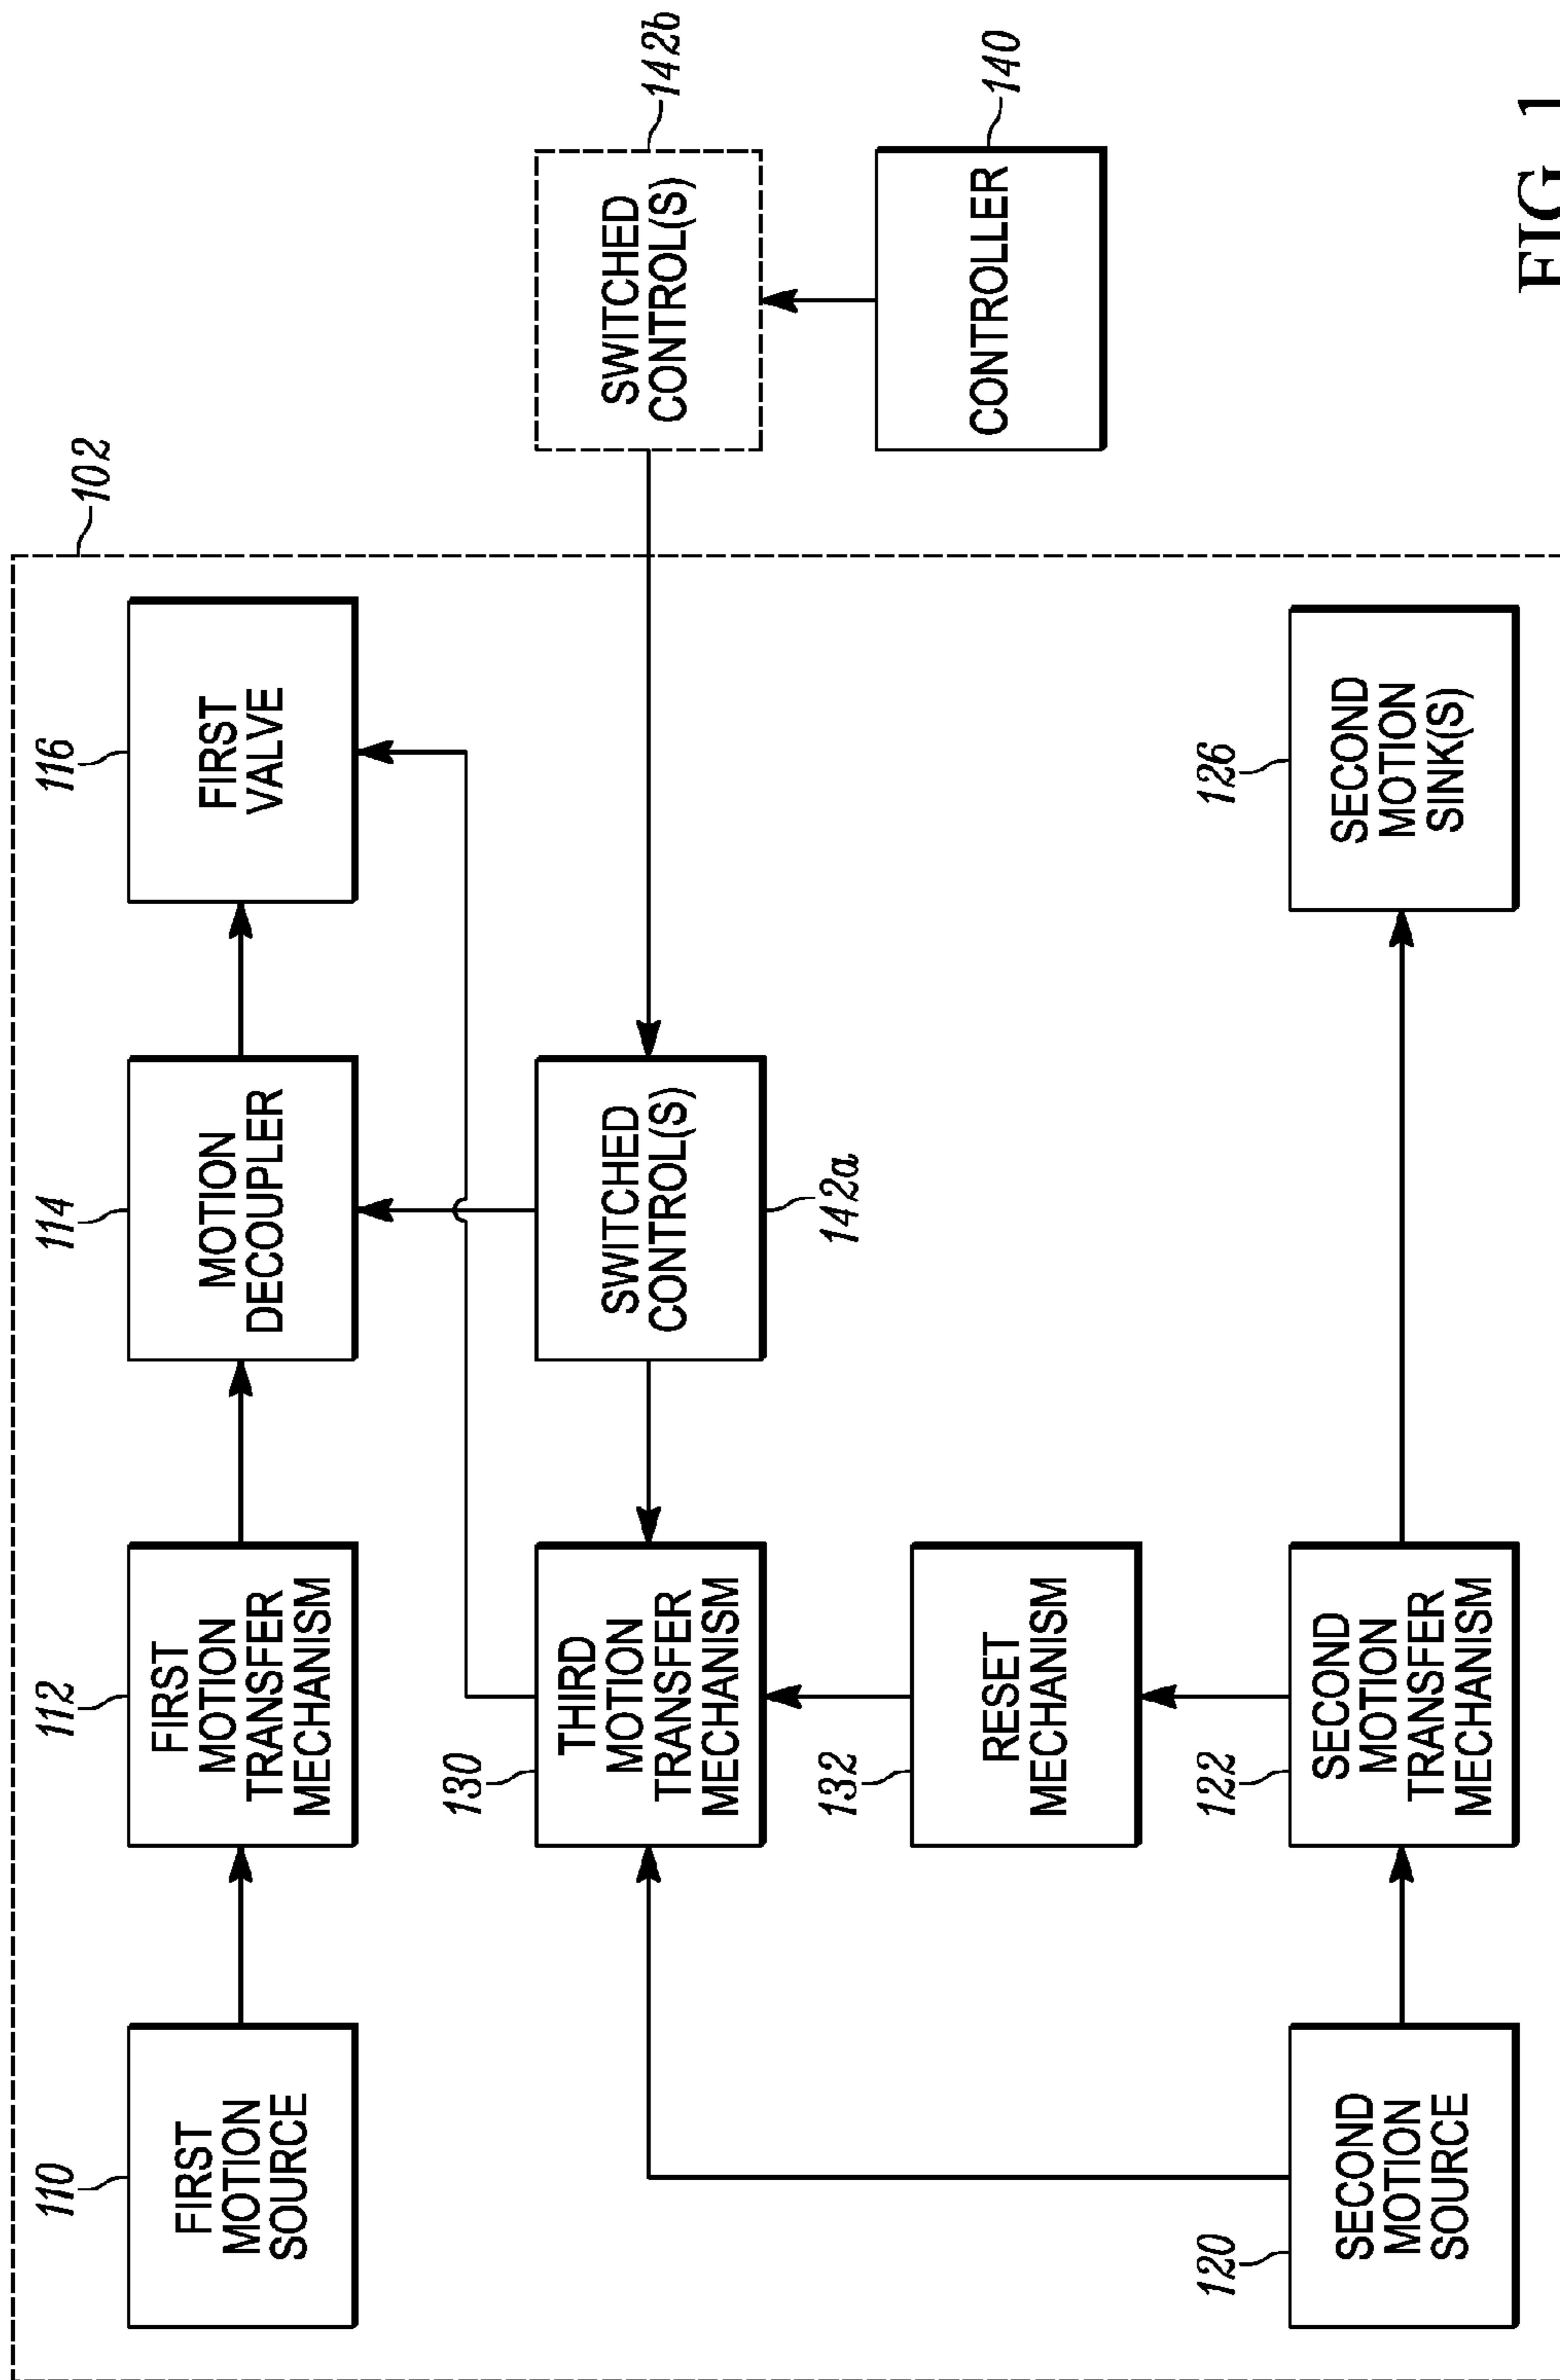 102
110
FIRST
MOTION
SOURCE
112
FIRST
MOTION
TRANSFER
MECHANISM
114
MOTION
DECOUPLER
116
FIRST
VALVE
130
THIRD
MOTION
TRANSFER
MECHANISM
SWITCHED
CONTROL(S)
142a
SWITCHED
CONTROL(S)
142b
132
RESET
MECHANISM
CONTROLLER
140
120
SECOND
MOTION
SOURCE
122
SECOND
MOTION
TRANSFER
MECHANISM
126
SECOND
MOTION
SINK(S)
FIG. 1